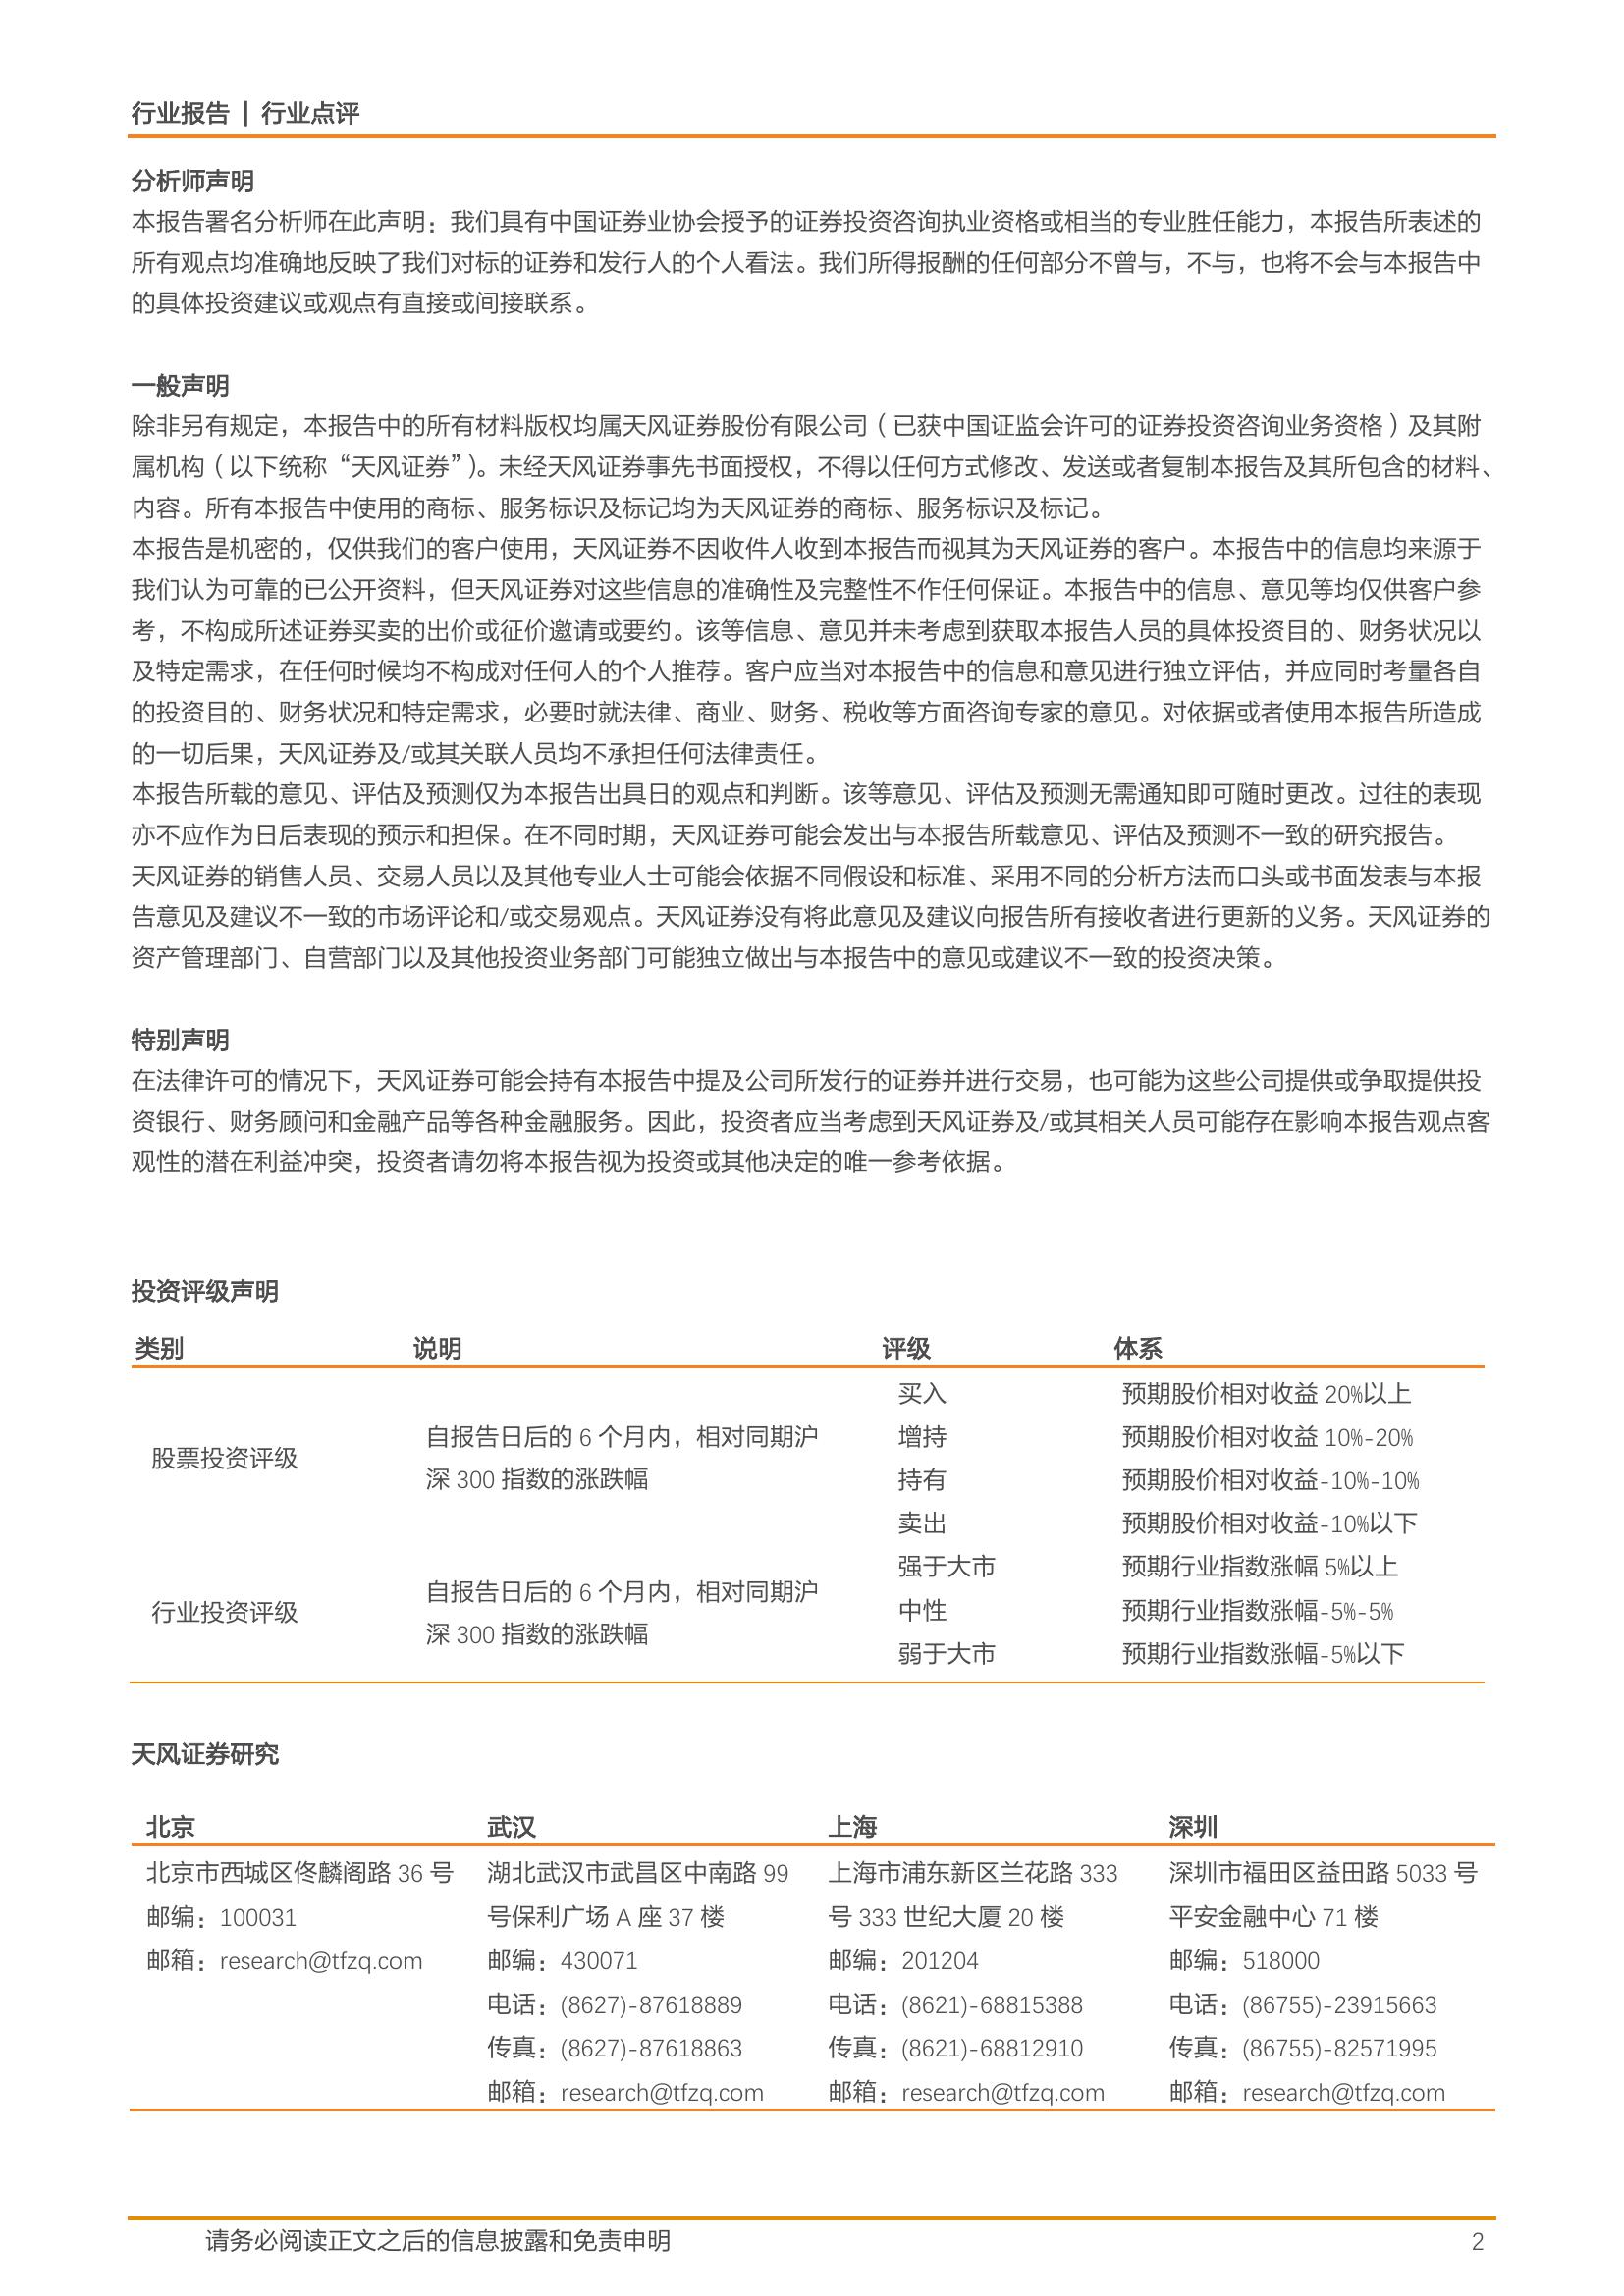 行业报告 | 行业点评
分析师声明
本报告署名分析师在此声明：我们具有中国证券业协会授予的证券投资咨询执业资格或相当的专业胜任能力，本报告所表述的
所有观点均准确地反映了我们对标的证券和发行人的个人看法。我们所得报酬的任何部分不曾与，不与，也将不会与本报告中
的具体投资建议或观点有直接或间接联系。
一般声明
除非另有规定，本报告中的所有材料版权均属天风证券股份有限公司（已获中国证监会许可的证券投资咨询业务资格）及其附
属机构（以下统称“天风证券”）。未经天风证券事先书面授权，不得以任何方式修改、发送或者复制本报告及其所包含的材料、
内容。所有本报告中使用的商标、服务标识及标记均为天风证券的商标、服务标识及标记。
本报告是机密的，仅供我们的客户使用，天风证券不因收件人收到本报告而视其为天风证券的客户。本报告中的信息均来源于
我们认为可靠的已公开资料，但天风证券对这些信息的准确性及完整性不作任何保证。本报告中的信息、意见等均仅供客户参
考，不构成所述证券买卖的出价或征价邀请或要约。该等信息、意见并未考虑到获取本报告人员的具体投资目的、财务状况以
及特定需求，在任何时候均不构成对任何人的个人推荐。客户应当对本报告中的信息和意见进行独立评估，并应同时考量各自
的投资目的、财务状况和特定需求，必要时就法律、商业、财务、税收等方面咨询专家的意见。对依据或者使用本报告所造成
的一切后果，天风证券及/或其关联人员均不承担任何法律责任。
本报告所载的意见、评估及预测仅为本报告出具日的观点和判断。该等意见、评估及预测无需通知即可随时更改。过往的表现
亦不应作为日后表现的预示和担保。在不同时期，天风证券可能会发出与本报告所载意见、评估及预测不一致的研究报告。
天风证券的销售人员、交易人员以及其他专业人士可能会依据不同假设和标准、采用不同的分析方法而口头或书面发表与本报
告意见及建议不一致的市场评论和/或交易观点。天风证券没有将此意见及建议向报告所有接收者进行更新的义务。天风证券的
资产管理部门、自营部门以及其他投资业务部门可能独立做出与本报告中的意见或建议不一致的投资决策。
特别声明
在法律许可的情况下，天风证券可能会持有本报告中提及公司所发行的证券并进行交易，也可能为这些公司提供或争取提供投
资银行、财务顾问和金融产品等各种金融服务。因此，投资者应当考虑到天风证券及/或其相关人员可能存在影响本报告观点客
观性的潜在利益冲突，投资者请勿将本报告视为投资或其他决定的唯一参考依据。
投资评级声明
类别 说明 评级 体系
股票投资评级
自报告日后的 6 个月内，相对同期沪
深 300 指数的涨跌幅
买入 预期股价相对收益 20%以上
增持 预期股价相对收益 10%-20%
持有 预期股价相对收益-10%-10%
卖出 预期股价相对收益-10%以下
行业投资评级
自报告日后的 6 个月内，相对同期沪
深 300 指数的涨跌幅
强于大市 预期行业指数涨幅 5%以上
中性 预期行业指数涨幅-5%-5%
弱于大市 预期行业指数涨幅-5%以下
天风证券研究
北京 武汉 上海 深圳
北京市西城区佟麟阁路 36 号 湖北武汉市武昌区中南路 99 上海市浦东新区兰花路 333 深圳市福田区益田路 5033 号
邮编：100031 号保利广场 A 座 37 楼 号 333 世纪大厦 20 楼 平安金融中心 71 楼
邮箱：research@tfzq.com 邮编：430071 邮编：201204 邮编：518000
电话：(8627)-87618889 电话：(8621)-68815388 电话：(86755)-23915663
传真：(8627)-87618863 传真：(8621)-68812910 传真：(86755)-82571995
邮箱：research@tfzq.com 邮箱：research@tfzq.com 邮箱：research@tfzq.com
请务必阅读正文之后的信息披露和免责申明 2